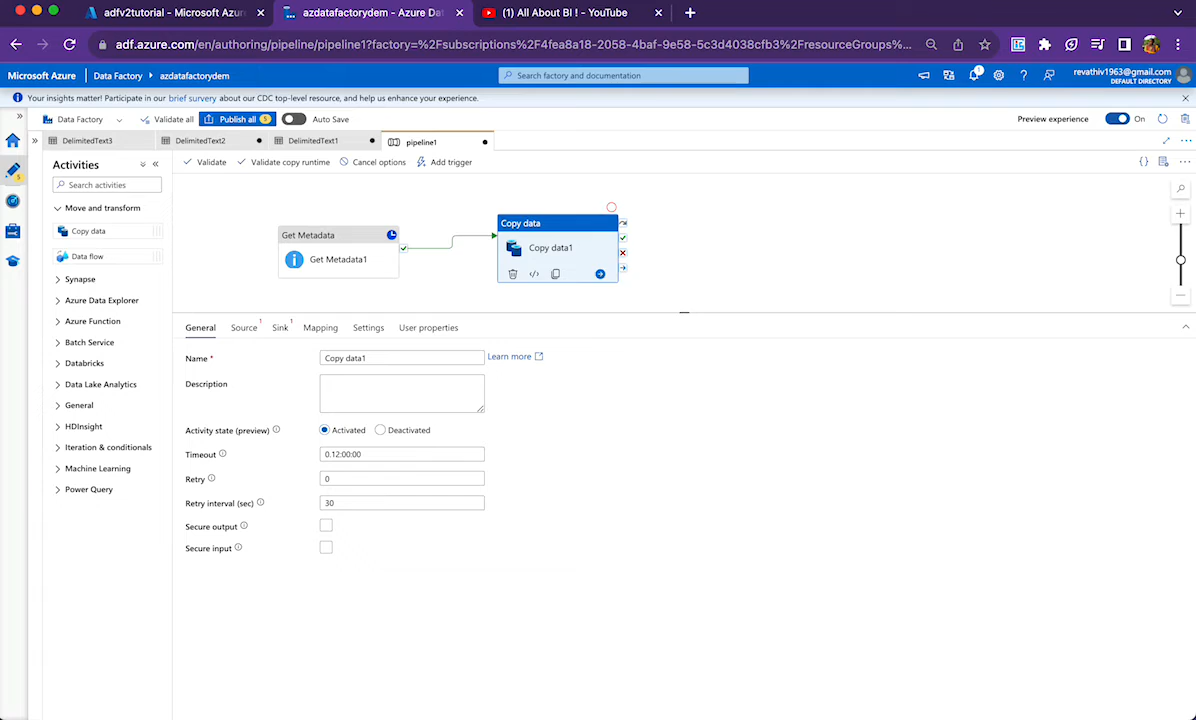 adfv2tutorial - Microsoft Azur
azdatafactorydem - Azure Dat
(1) All About BI ! - YouTube
adf.azure.com/en/authoring/pipeline/pipeline1?factory=%2Fsubscriptions%2F4fea8a18-2058-4baf-9e58-5c3d4038cfb3%2FresourceGroups%...
Microsoft Azure
Data Factory
azdatafactorydem
Search factory and documentation
1
revathiv1963@gmail.com
DEFAULT DIRECTORY
Your insights matter! Participate in our brief survey about our CDC top-level resource, and help us enhance your experience.
Data Factory
Validate all
Publish all 5
Auto Save
Preview experience
On
DelimitedText3
DelimitedText2
DelimitedText1
pipeline1
5
Activities
Validate
Validate copy runtime
Cancel options
Add trigger
Search activities
Move and transform
Copy data
Data flow
Synapse
Azure Data Explorer
Azure Function
Batch Service
Databricks
Data Lake Analytics
General
HDInsight
Iteration & conditionals
Machine Learning
Power Query
Get Metadata
Get Metadata1
Copy data
Copy data1
General
Source 1
Sink 1
Mapping
Settings
User properties
Name *
Copy data1
Learn more
Description
Activity state (preview)
Activated
Deactivated
Timeout
0.12:00:00
Retry
0
Retry interval (sec)
30
Secure output
Secure input